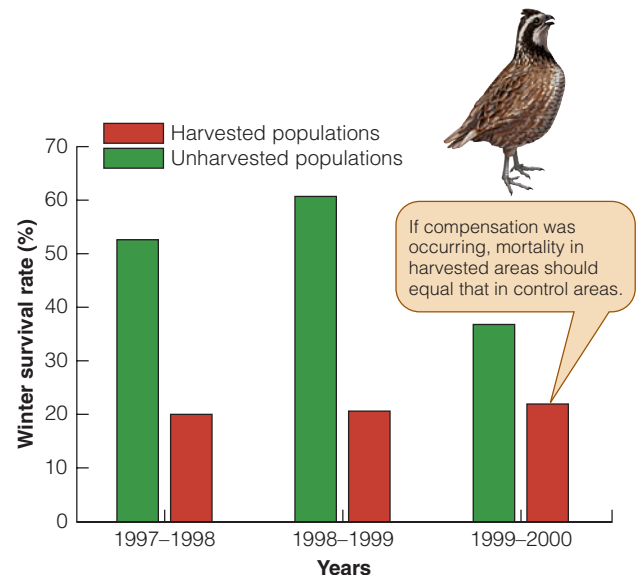 Harvested populations
Unharvested populations
70
60
50
40
30
20
10
0
Winter survival rate (%)
If compensation was
occurring, mortality in
harvested areas should
equal that in control areas.
1997–1998
1998–1999
1999–2000
Years